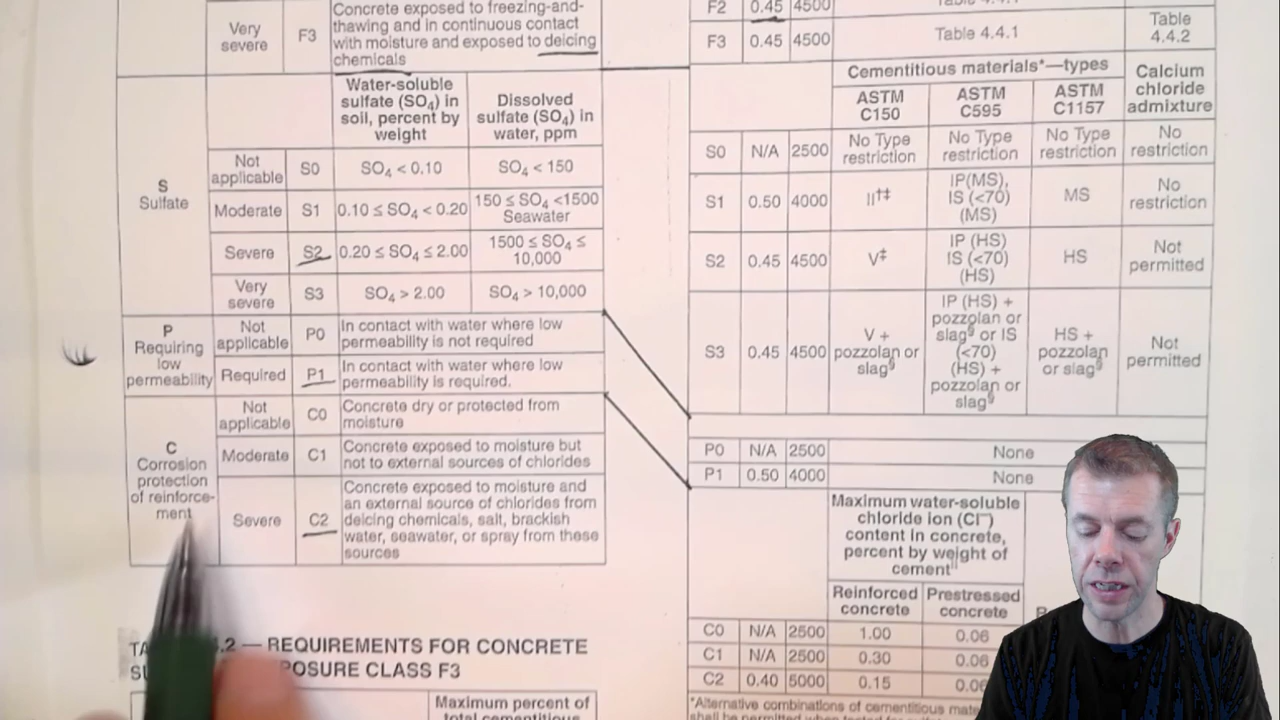 Very
severe
F3
Concrete exposed to freezing-and-
thawing and in continuous contact
with moisture and exposed to deicing
chemicals
Water-soluble
sulfate (SO4) in
soil, percent by
weight
Dissolved
sulfate (SO4) in
water, ppm
S
Sulfate
Not
applicable
S0
SO4 < 0.10
SO4 < 150
Moderate
S1
0.10 ≤ SO4 < 0.20
150 ≤ SO4 <1500
Seawater
Severe
S2
0.20 ≤ SO4 ≤ 2.00
1500 ≤ SO4 ≤
10,000
Very
severe
S3
SO4 > 2.00
SO4 > 10,000
P
Requiring
low
permeability
Not
applicable
P0
In contact with water where low
permeability is not required
Required
P1
In contact with water where low
permeability is required.
C
Corrosion
protection
of reinforce-
ment
Not
applicable
C0
Concrete dry or protected from
moisture
Moderate
C1
Concrete exposed to moisture but
not to external sources of chlorides
Severe
C2
Concrete exposed to moisture and
an external source of chlorides from
deicing chemicals, salt, brackish
water, seawater, or spray from these
sources
.2 — REQUIREMENTS FOR CONCRETE
POSURE CLASS F3
Maximum percent of
total cementitious
F2 0.45 4500
F3 0.45 4500 Table 4.4.1
Table
4.4.2
Cementitious materials*—types
Calcium
chloride
admixture
ASTM
C150
ASTM
C595
ASTM
C1157
S0 N/A 2500
No Type
restriction
No Type
restriction
No Type
restriction
No
restriction
S1 0.50 4000
II†‡
IP(MS),
IS (<70)
(MS)
MS
No
restriction
S2 0.45 4500
V‡
IP (HS)
IS (<70)
(HS)
HS
Not
permitted
S3 0.45 4500
V +
pozzolan or
slag§
IP (HS) +
pozzolan or
slag§ or IS
(<70)
(HS) +
pozzolan or
slag§
HS +
pozzolan
or slag§
Not
permitted
P0 N/A 2500 None
P1 0.50 4000 None
Maximum water-soluble
chloride ion (Cl–)
content in concrete,
percent by weight of
cement||
Reinforced
concrete
Prestressed
concrete
C0 N/A 2500 1.00 0.06
C1 N/A 2500 0.30 0.06
C2 0.40 5000 0.15
*Alternative combinations of cementitious